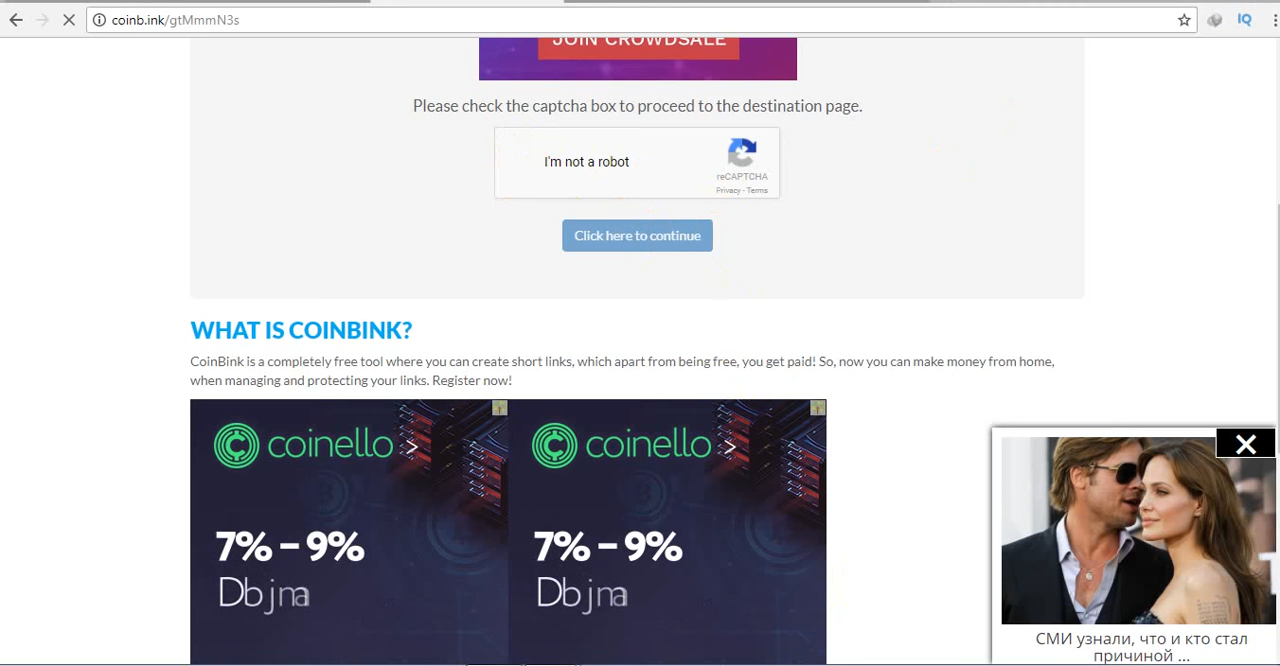 coinb.ink/gtMmmN3s
IQ
JOIN CROWDSALE
Please check the captcha box to proceed to the destination page.
I'm not a robot
reCAPTCHA
Privacy - Terms
Click here to continue
WHAT IS COINBINK?
CoinBink is a completely free tool where you can create short links, which apart from being free, you get paid! So, now you can make money from home,
when managing and protecting your links. Register now!
coinello >
7% – 9%
Dbjna
coinello >
7% – 9%
Dbjna
СМИ узнали, что и кто стал
причиной ...